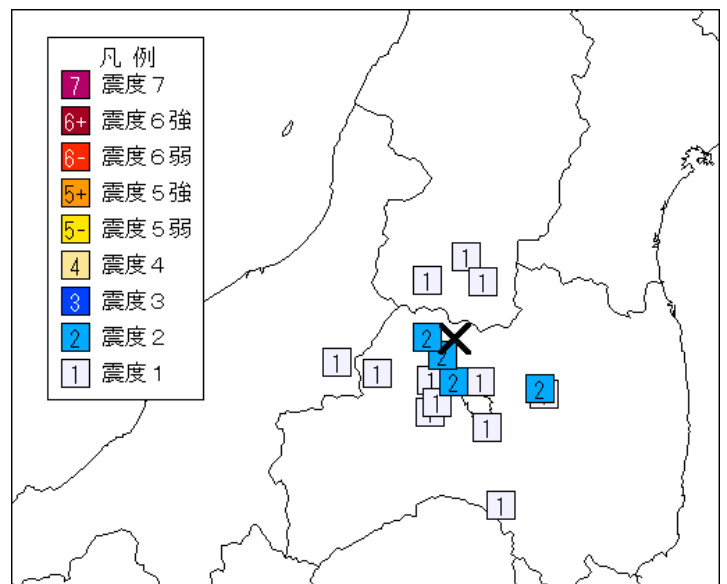 凡 例
7 震度７
6+ 震度６強
6- 震度６弱
5+ 震度５強
5- 震度５弱
4 震度４
3 震度３
2 震度２
1 震度１
1
1 1
2
2
1 1
1 2 1
2
1
1
1
1